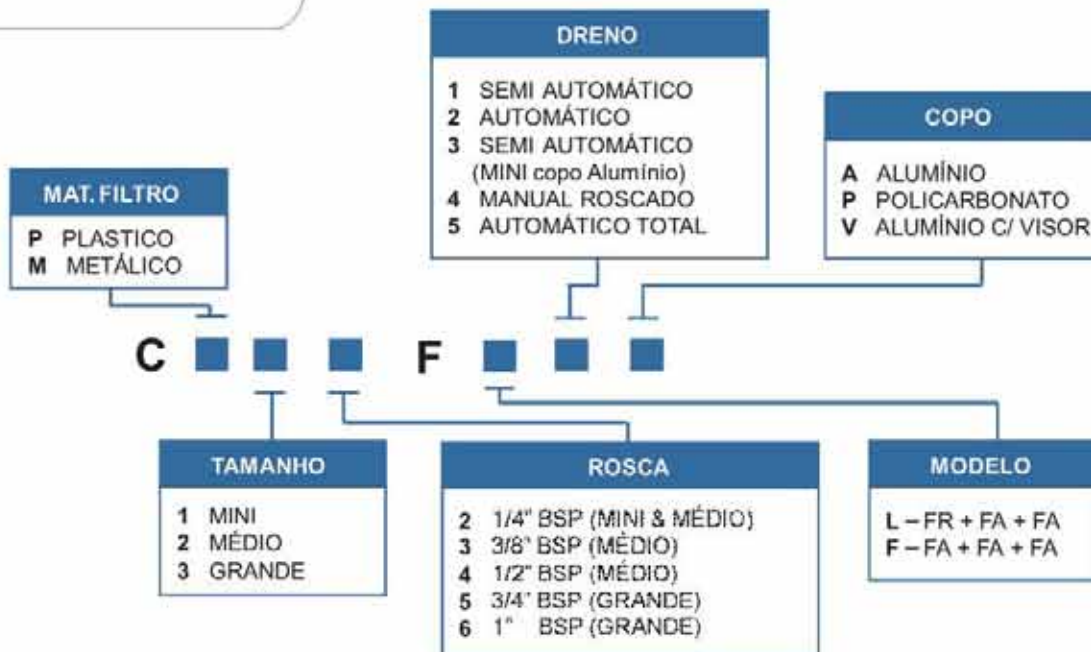 DRENO
1 SEMI AUTOMÁTICO
2 AUTOMÁTICO
3 SEMI AUTOMÁTICO
(MINI copo Alumínio)
4 MANUAL ROSCADO
5 AUTOMÁTICO TOTAL
COPO
A ALUMÍNIO
P POLICARBONATO
V ALUMÍNIO C/ VISOR
MAT. FILTRO
P PLASTICO
M METÁLICO
C F
TAMANHO
1 MINI
2 MÉDIO
3 GRANDE
ROSCA
2 1/4" BSP (MINI & MÉDIO)
3 3/8" BSP (MÉDIO)
4 1/2" BSP (MÉDIO)
5 3/4" BSP (GRANDE)
6 1" BSP (GRANDE)
MODELO
L – FR + FA + FA
F – FA + FA + FA